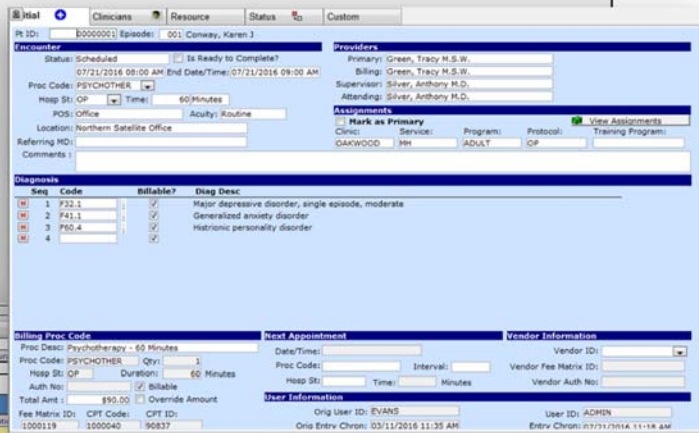 itial Clinicians Resource Status Custom
Pt ID: 00000001 Episode: 001 Conway, Karen J
Encounter
Status: Scheduled Is Ready to Complete?
07/21/2016 08:00 AM End Date/Time: 07/21/2016 09:00 AM
Proc Code: PSYCHOTHER
Hosp St: OP Time: 60 Minutes
POS: Office Acuity: Routine
Location: Northern Satellite Office
Referring MD:
Comments :
Providers
Primary: Green, Tracy M.S.W.
Billing: Green, Tracy M.S.W.
Supervisor: Silver, Anthony M.D.
Attending: Silver, Anthony M.D.
Assignments
Mark as Primary View Assignments
Clinic: Service: Program: Protocol: Training Program:
OAKWOOD MH ADULT OP
Diagnosis
Seq Code Billable? Diag Desc
1 F32.1 Major depressive disorder, single episode, moderate
2 F41.1 Generalized anxiety disorder
3 F60.4 Histrionic personality disorder
4
Billing Proc Code
Proc Desc: Psychotherapy - 60 Minutes
Proc Code: PSYCHOTHER Qty: 1
Hosp St: OP Duration: 60 Minutes
Auth No: Billable
Total Amt : $90.00 Override Amount
Fee Matrix ID: CPT Code: CPT ID:
1000119 1000040 90837
Next Appointment
Date/Time:
Proc Code: Interval:
Hosp St: Time: Minutes
Vendor Information
Vendor ID:
Vendor Fee Matrix ID:
Vendor Auth No:
User Information
Orig User ID: EVANS User ID: ADMIN
Orig Entry Chron: 03/11/2016 11:35 AM Entry Chron: 07/21/2016 11:18 AM